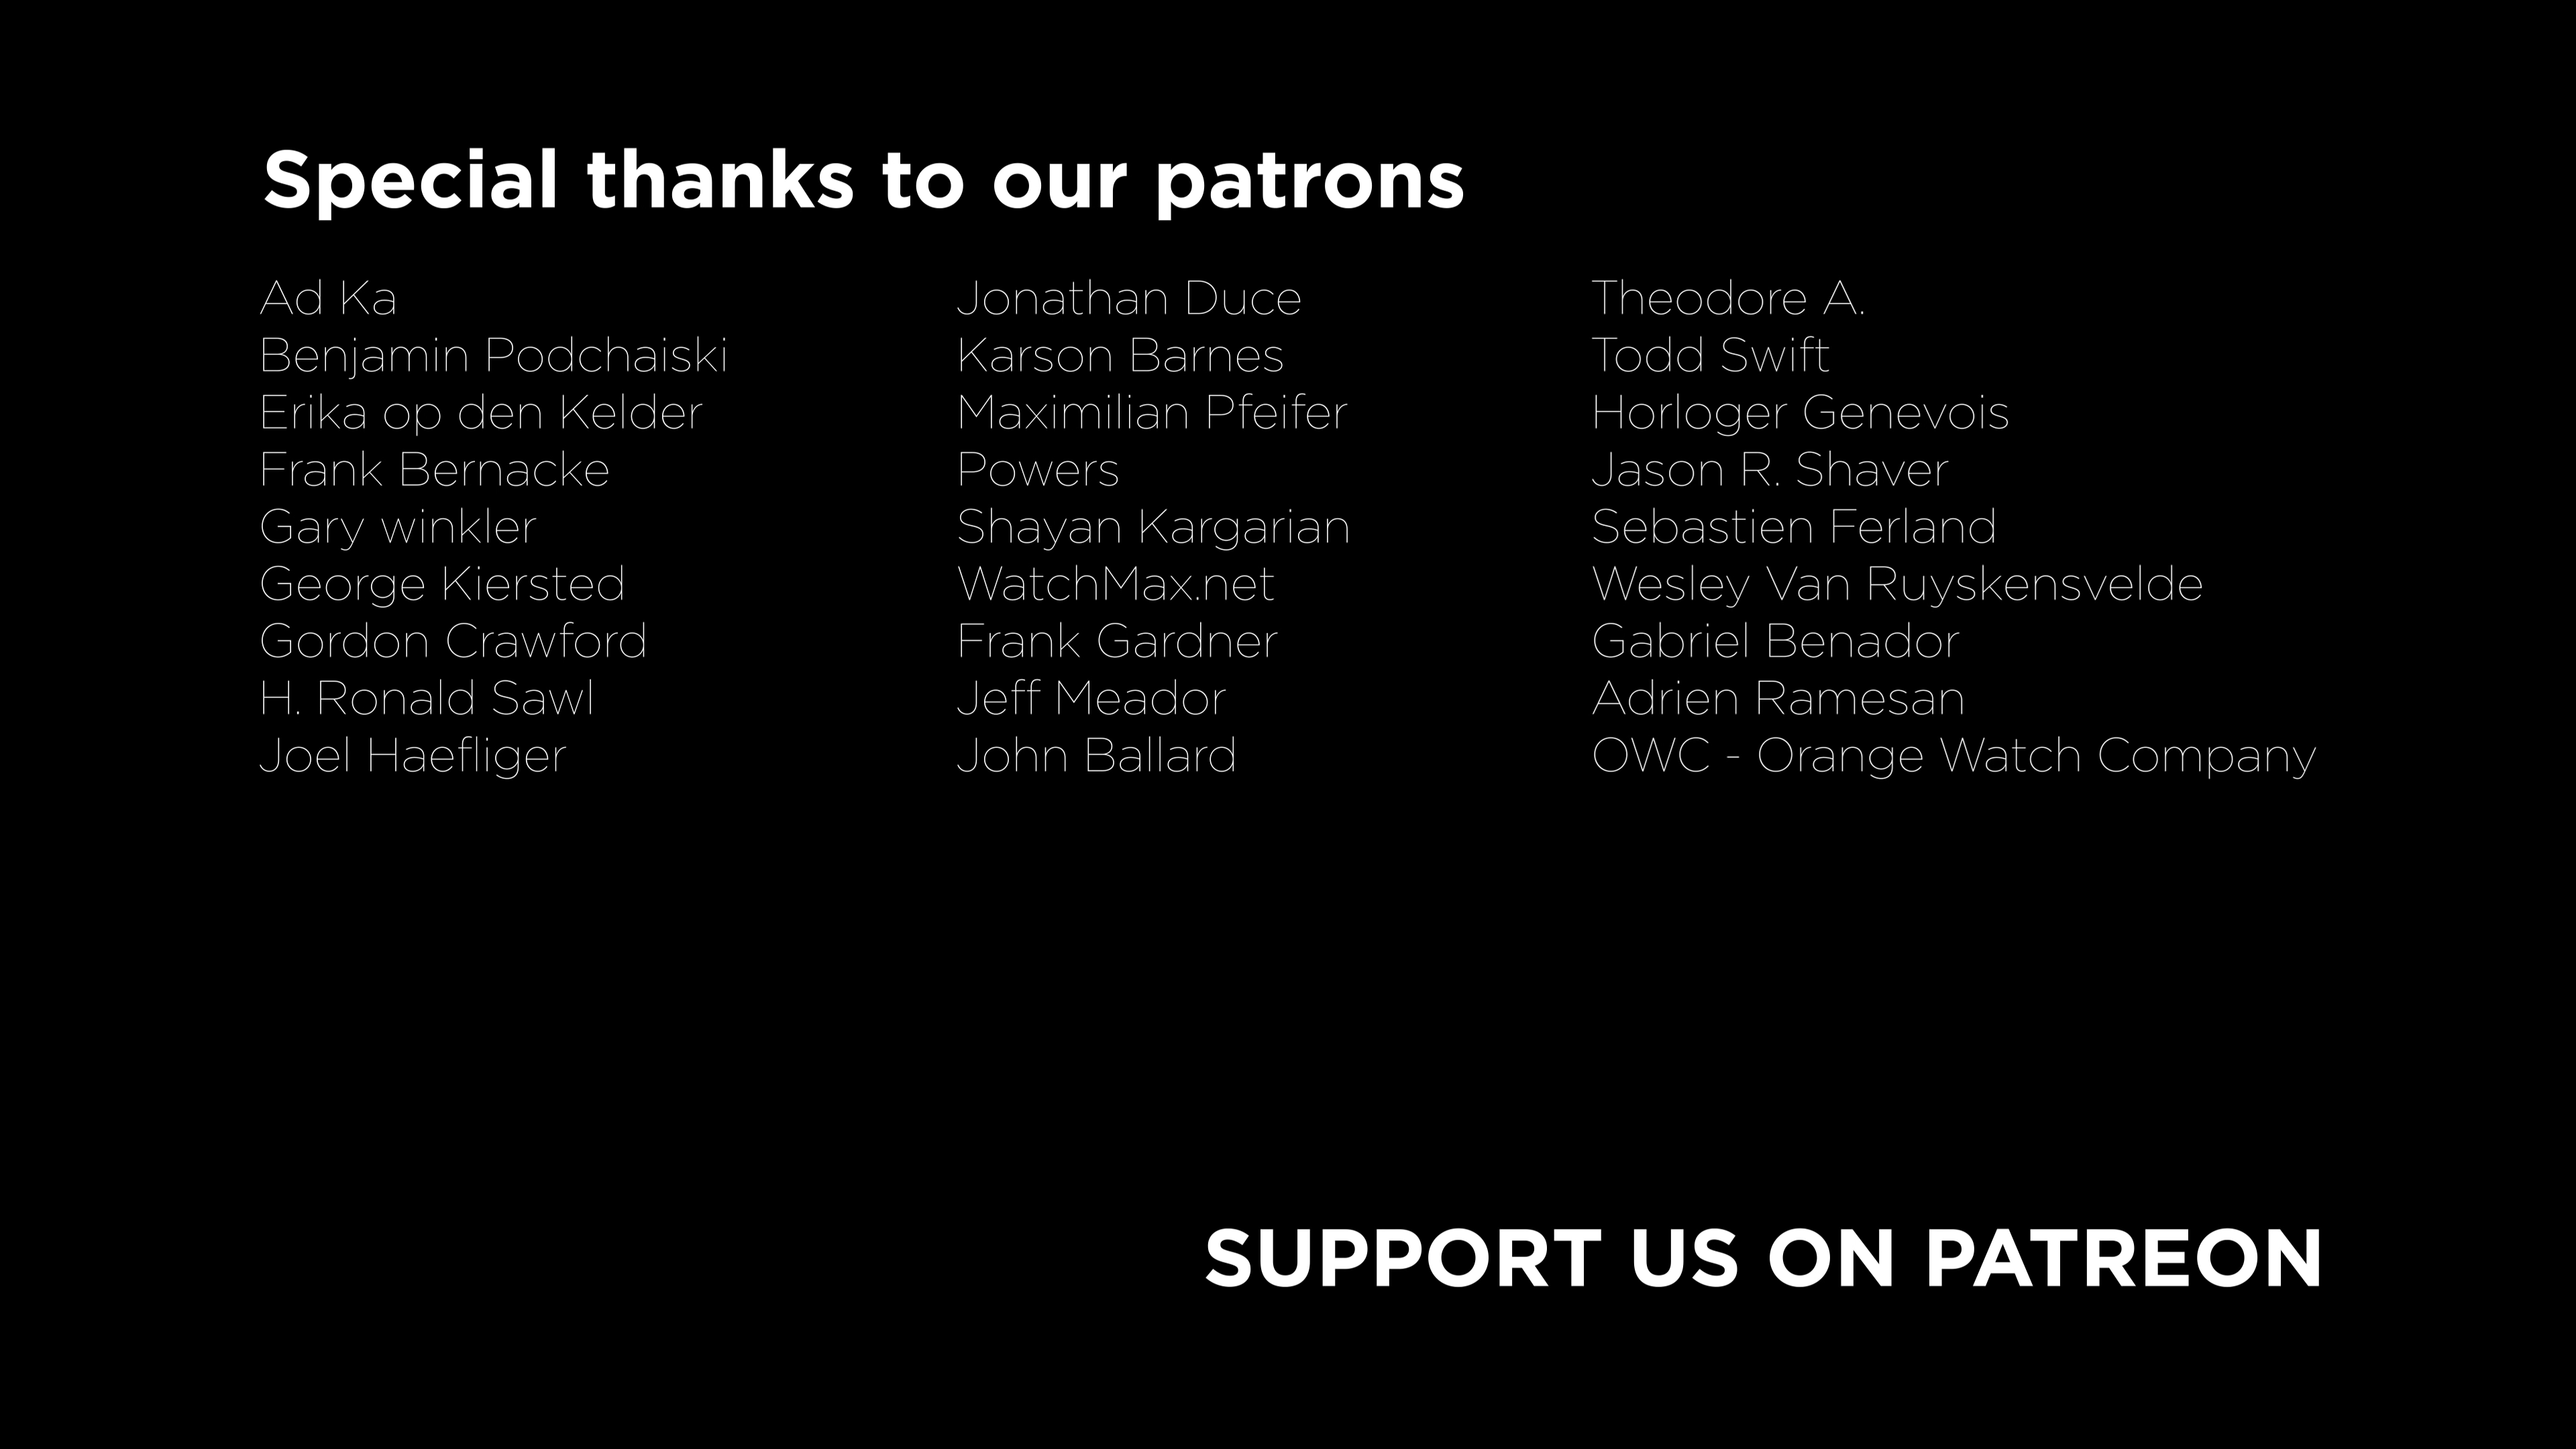 Special thanks to our patrons
Ad Ka
Benjamin Podchaiski
Erika op den Kelder
Frank Bernacke
Gary winkler
George Kiersted
Gordon Crawford
H. Ronald Sawl
Joel Haefliger
Jonathan Duce
Karson Barnes
Maximilian Pfeifer
Powers
Shayan Kargarian
WatchMax.net
Frank Gardner
Jeff Meador
John Ballard
Theodore A.
Todd Swift
Horloger Genevois
Jason R. Shaver
Sebastien Ferland
Wesley Van Ruyskensvelde
Gabriel Benador
Adrien Ramesan
OWC - Orange Watch Company
SUPPORT US ON PATREON